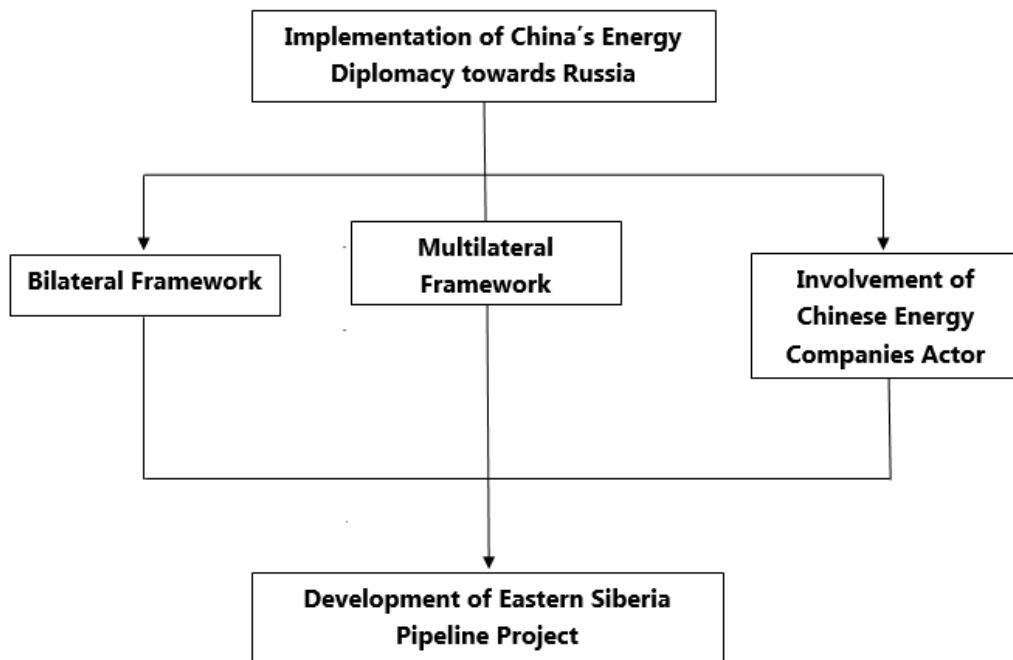 Implementation of China´s Energy
Diplomacy towards Russia
Bilateral Framework
Multilateral
Framework
Involvement of
Chinese Energy
Companies Actor
Development of Eastern Siberia
Pipeline Project